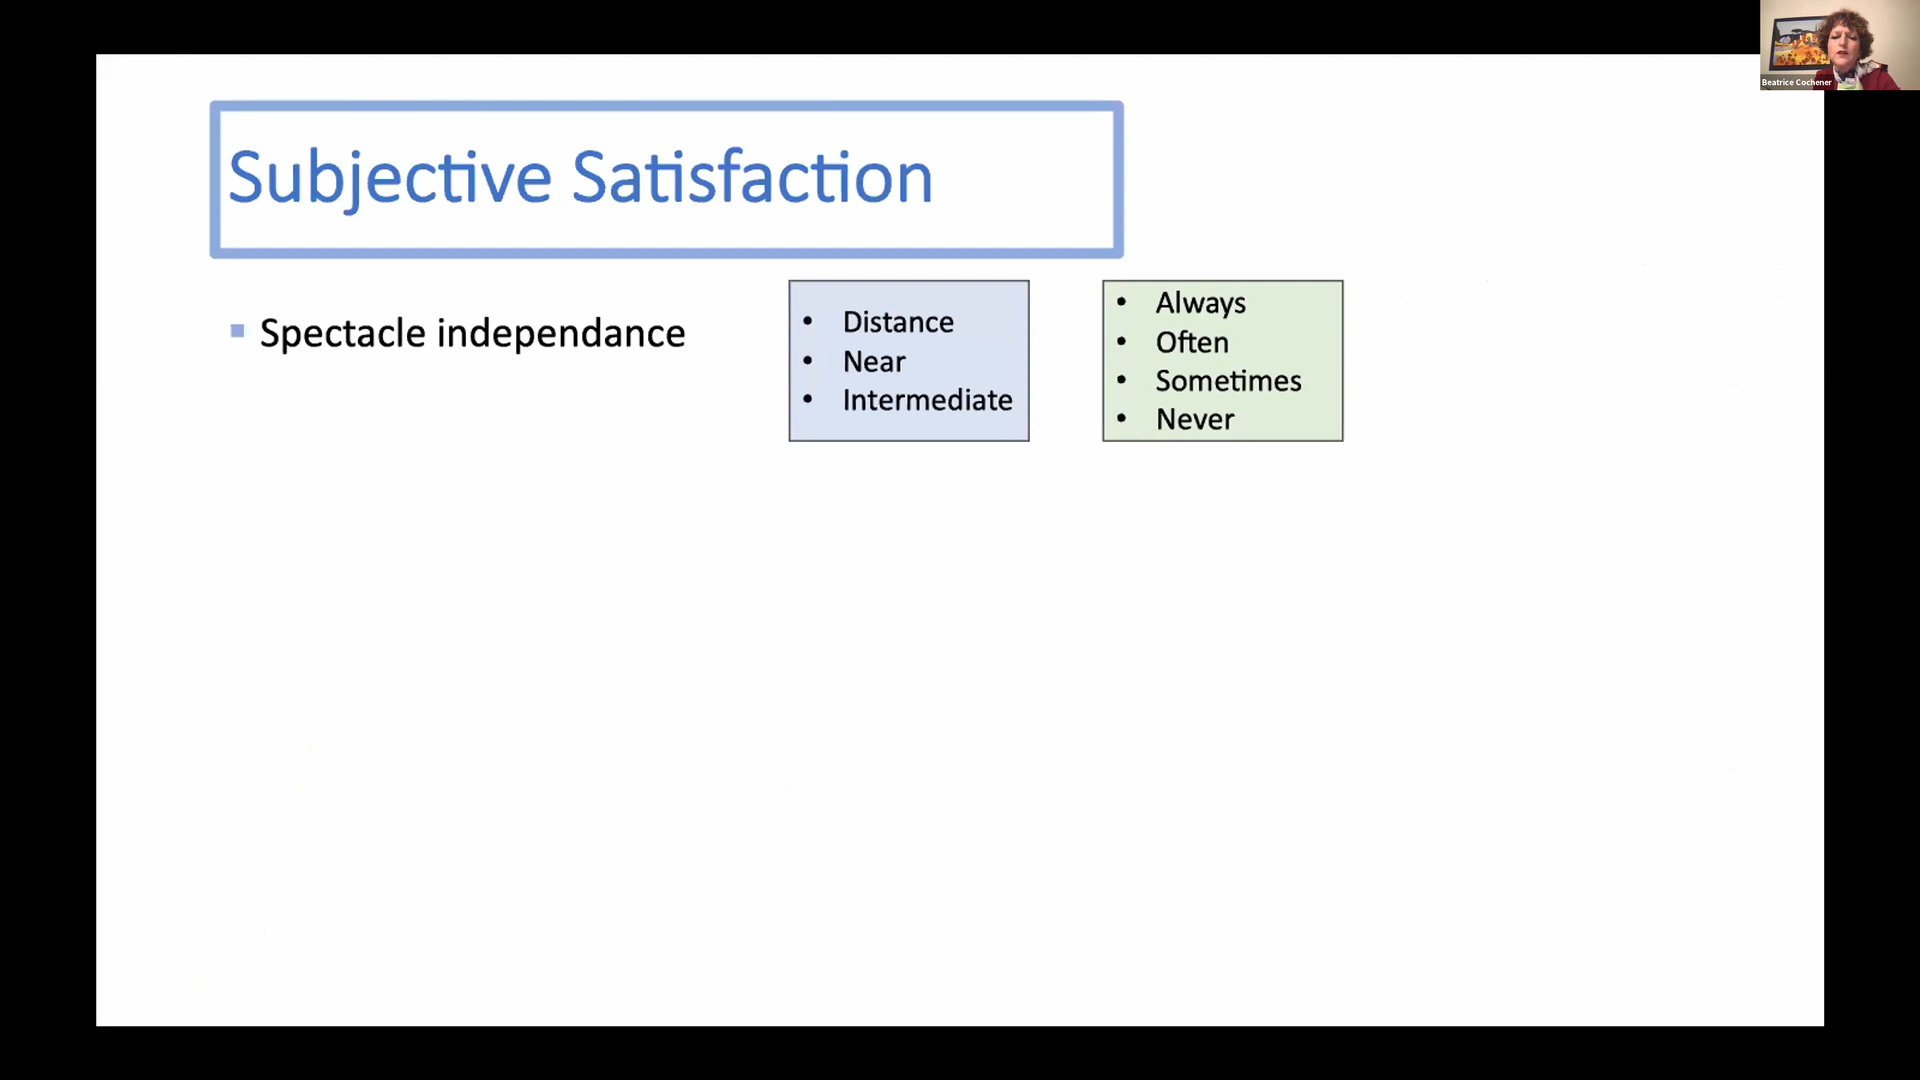 Beatrice Cochener
Subjective Satisfaction
▪ Spectacle independance
• Distance
• Near
• Intermediate
• Always
• Often
• Sometimes
• Never